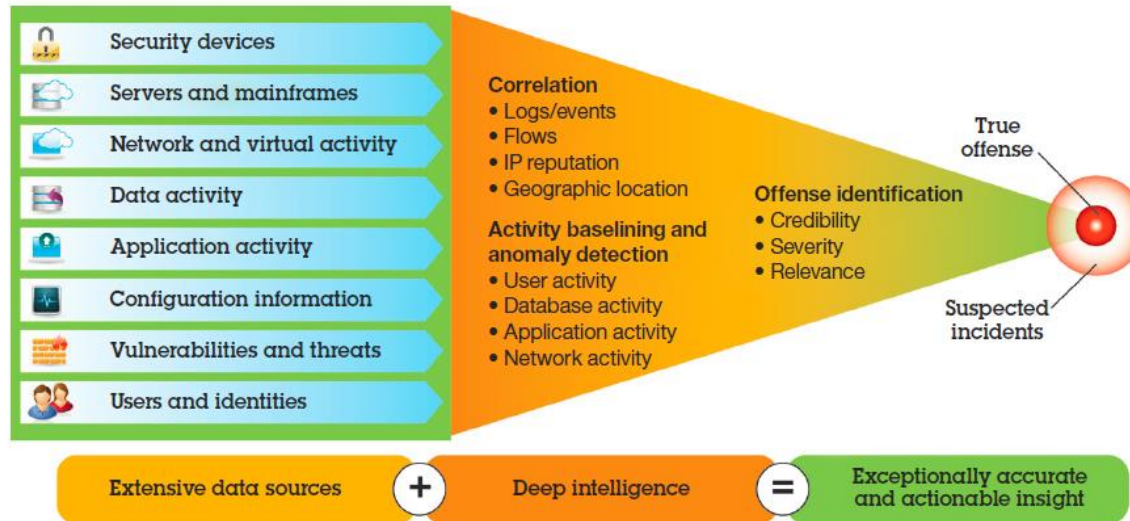 Security devices
Servers and mainframes
Network and virtual activity
Data activity
Application activity
Configuration information
Vulnerabilities and threats
Users and identities
Correlation
• Logs/events
• Flows
• IP reputation
• Geographic location
Activity baselining and
anomaly detection
• User activity
• Database activity
• Application activity
• Network activity
Offense identification
• Credibility
• Severity
• Relevance
True
offense
Suspected
incidents
Extensive data sources
+
Deep intelligence
=
Exceptionally accurate
and actionable insight